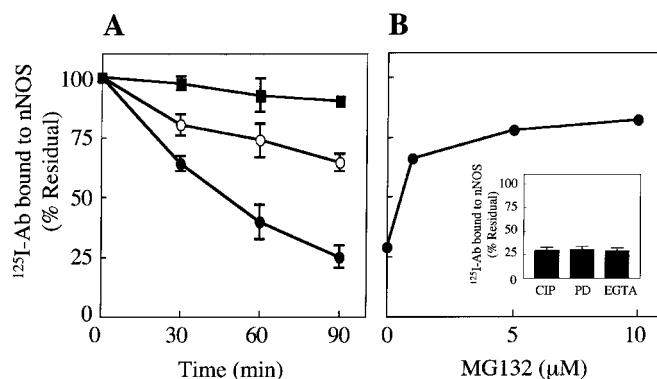 A
B
100
75
50
25
0
¹²⁵I-Ab bound to nNOS
(% Residual)
0
30
60
90
Time (min)
0
5
10
MG132 (μM)
¹²⁵I-Ab bound to nNOS
(% Residual)
100
75
50
25
0
CIP
PD
EGTA